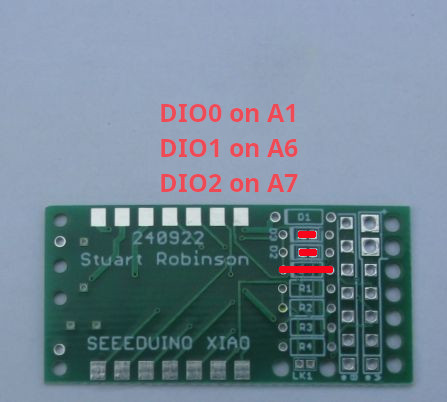 DIO0 on A1
DIO1 on A6
DIO2 on A7
D1
240922
D3
D2
Stuart Robinson
R1
R2
R3
SEEEDUINO XIAO
R4
LK1